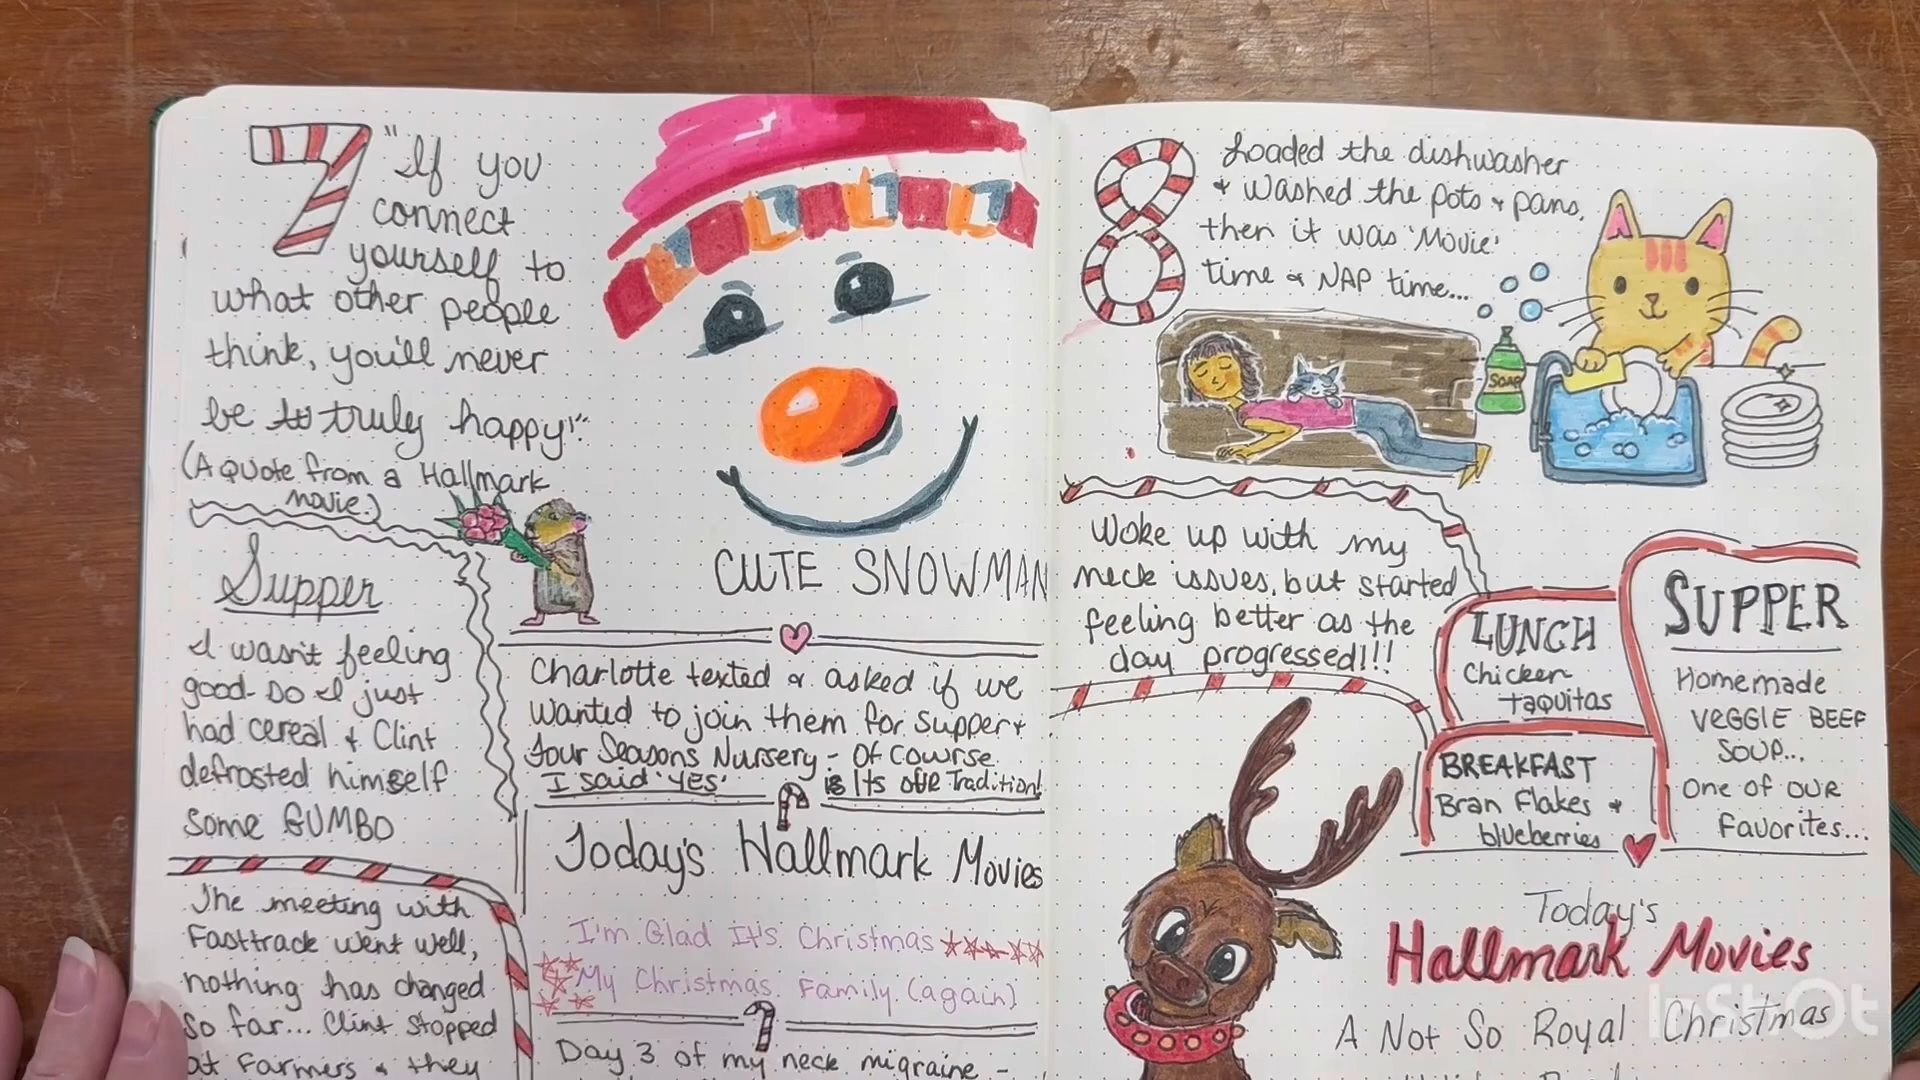 7
"If you
connect
yourself to
what other people
think, you'll never
be to truly happy!"
(A quote from a Hallmark
movie.)
Supper
I wasn't feeling
good - so I just
had cereal & Clint
defrosted himself
some GUMBO
The meeting with
Fasttrack went well,
nothing has changed
so far... Clint stopped
at Farmers & they
CUTE SNOWMAN
Charlotte texted & asked if we
wanted to join them for supper &
Four Seasons Nursery - Of course
I said 'YES'
Its our Tradition!
Today's Hallmark Movies
I'm Glad It's Christmas
My Christmas Family (again)
Day 3 of my neck migraine -
8
Loaded the dishwasher
& washed the pots & pans,
then it was 'Movie'
time & NAP time...
SOAP
Woke up with my
neck issues, but started
feeling better as the
day progressed!!!
LUNCH
Chicken
taquitas
BREAKFAST
Bran Flakes &
blueberries
SUPPER
Homemade
VEGGIE BEEF
SOUP...
One of our
favorites...
Today's
Hallmark Movies
A Not So Royal Christmas
InShOt